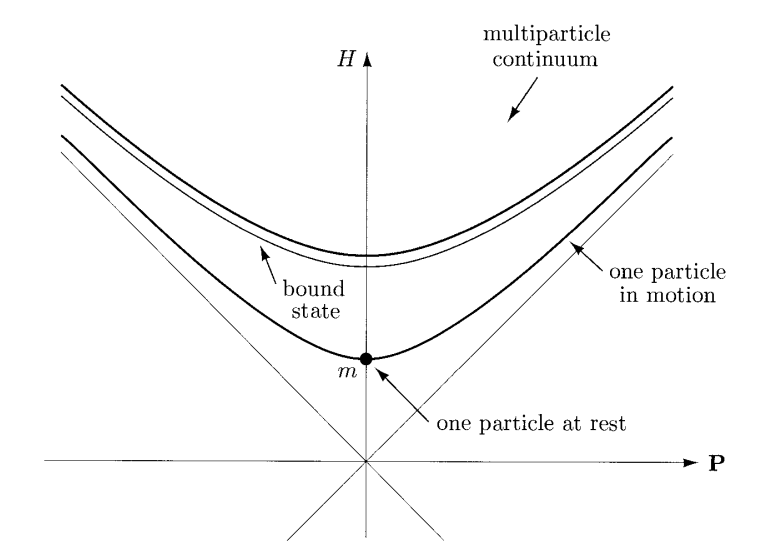 multiparticle
continuum
H
bound
state
one particle
in motion
m
one particle at rest
P